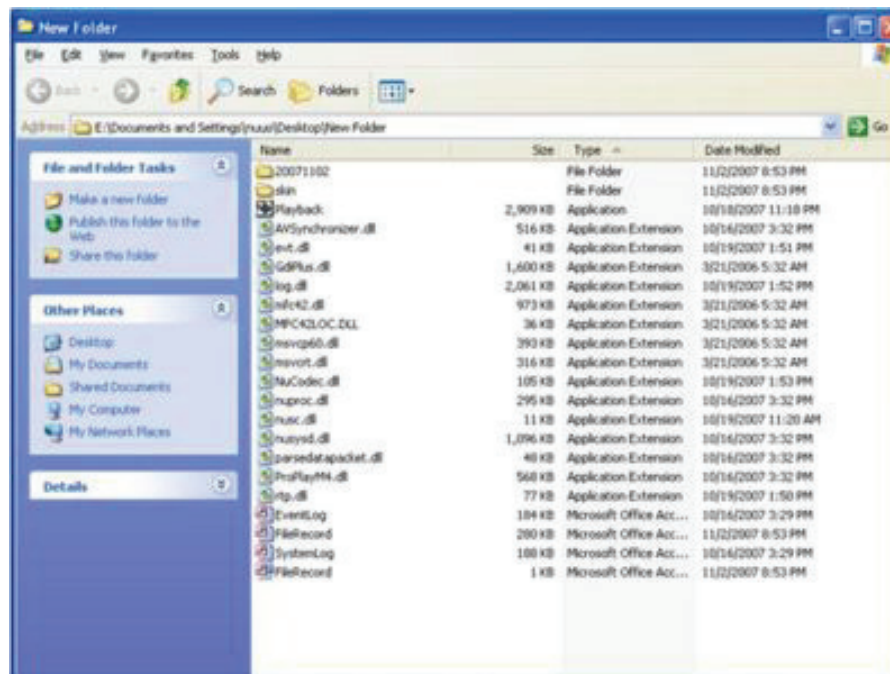 New Folder
File Edit View Favorites Tools Help
Back Search Folders
Address E:\Documents and Settings\nuuo\Desktop\New Folder Go
Name Size Type Date Modified
File and Folder Tasks
Make a new folder
Publish this folder to the Web
Share this folder
Other Places
Desktop
My Documents
Shared Documents
My Computer
My Network Places
Details
20071102 File Folder 11/2/2007 8:53 PM
skin File Folder 11/2/2007 8:53 PM
Playback 2,909 KB Application 10/18/2007 11:18 PM
AVSynchronizer.dll 516 KB Application Extension 10/16/2007 3:32 PM
evt.dll 41 KB Application Extension 10/19/2007 1:51 PM
GdiPlus.dll 1,600 KB Application Extension 3/21/2006 5:32 AM
log.dll 2,061 KB Application Extension 10/19/2007 1:52 PM
mfc42.dll 973 KB Application Extension 3/21/2006 5:32 AM
MFC42LOC.DLL 36 KB Application Extension 3/21/2006 5:32 AM
msvcp60.dll 393 KB Application Extension 3/21/2006 5:32 AM
msvcrt.dll 316 KB Application Extension 3/21/2006 5:32 AM
NuCodec.dll 105 KB Application Extension 10/19/2007 1:53 PM
nuproc.dll 295 KB Application Extension 10/16/2007 3:32 PM
nusc.dll 11 KB Application Extension 10/19/2007 11:20 AM
nusysd.dll 1,096 KB Application Extension 10/16/2007 3:32 PM
parsedatapacket.dll 48 KB Application Extension 10/16/2007 3:32 PM
ProPlayM4.dll 568 KB Application Extension 10/16/2007 3:32 PM
rtp.dll 77 KB Application Extension 10/19/2007 1:50 PM
EventLog 184 KB Microsoft Office Acc... 10/16/2007 3:29 PM
FileRecord 280 KB Microsoft Office Acc... 11/2/2007 8:53 PM
SystemLog 188 KB Microsoft Office Acc... 10/16/2007 3:29 PM
FileRecord 1 KB Microsoft Office Acc... 11/2/2007 8:53 PM